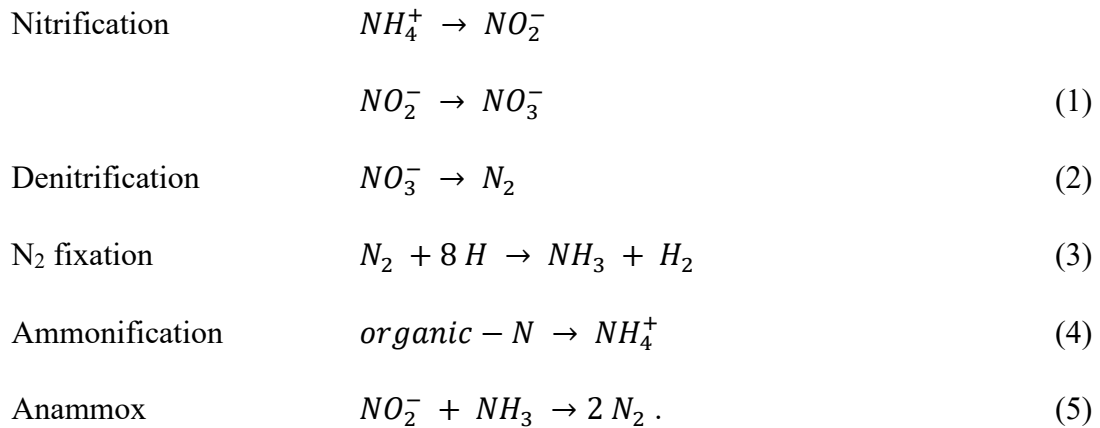 Nitrification NH₄⁺ → NO₂⁻
NO₂⁻ → NO₃⁻ (1)
Denitrification NO₃⁻ → N₂ (2)
N₂ fixation N₂ + 8 H → NH₃ + H₂ (3)
Ammonification organic − N → NH₄⁺ (4)
Anammox NO₂⁻ + NH₃ → 2 N₂ . (5)